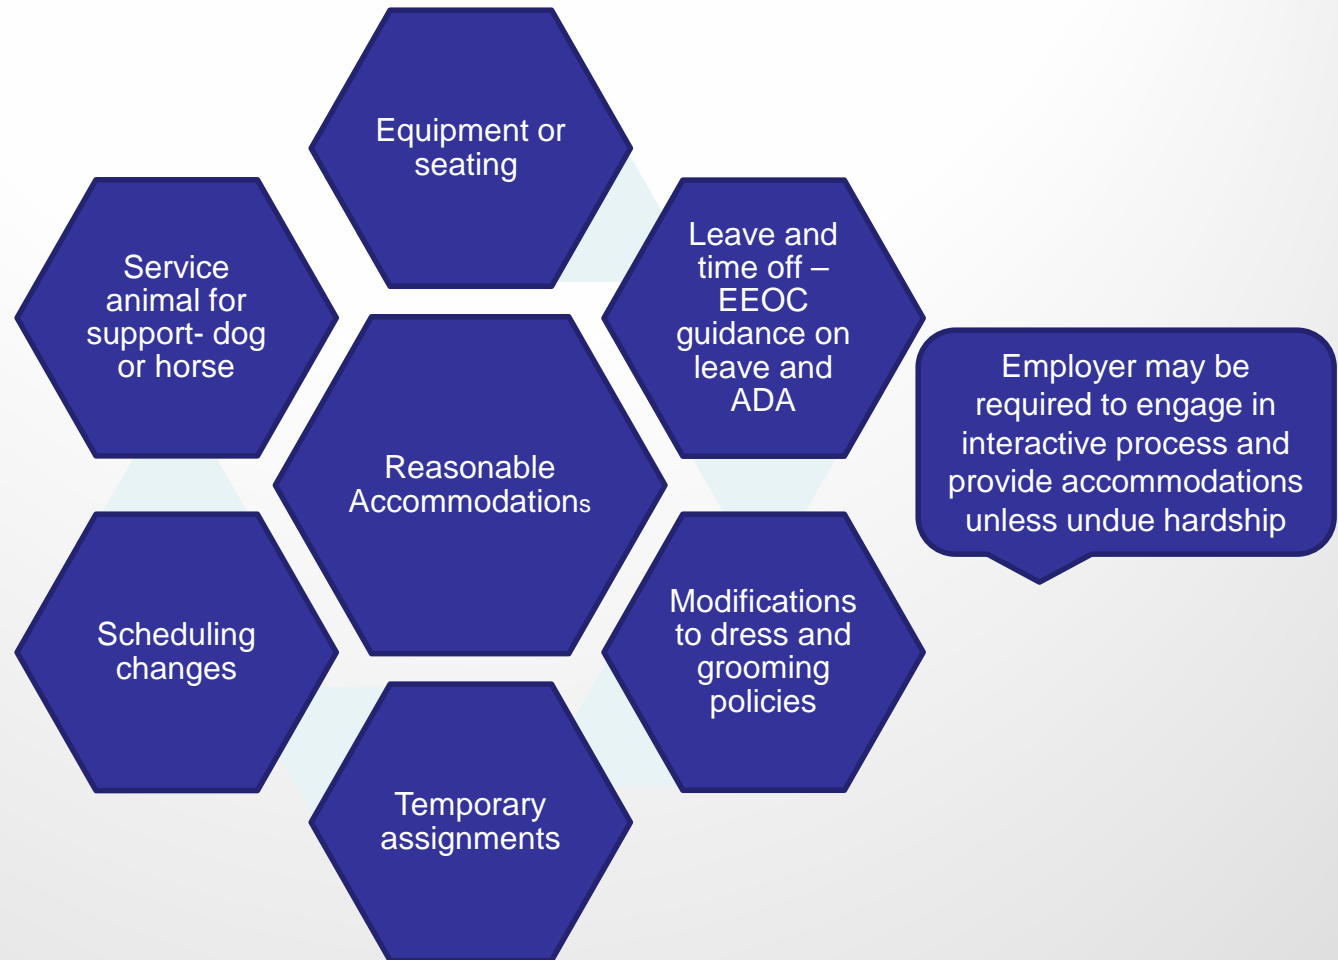 Equipment or
seating
Leave and
time off –
EEOC
guidance on
leave and
ADA
Service
animal for
support- dog
or horse
Employer may be
required to engage in
interactive process and
provide accommodations
unless undue hardship
Reasonable
Accommodations
Modifications
to dress and
grooming
policies
Scheduling
changes
Temporary
assignments